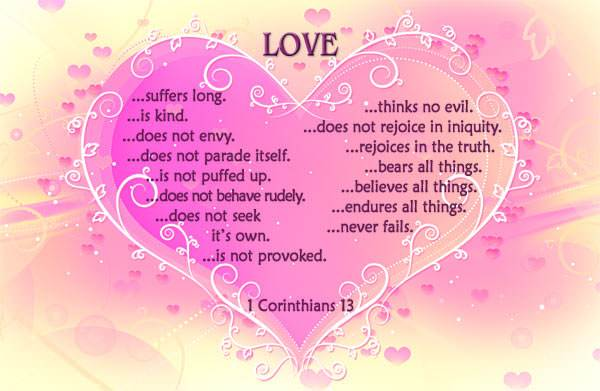 LOVE
...suffers long.
...is kind.
...does not envy.
...does not parade itself.
...is not puffed up.
...does not behave rudely.
...does not seek
it's own.
...is not provoked.
...thinks no evil.
...does not rejoice in iniquity.
...rejoices in the truth.
...bears all things.
...believes all things.
...endures all things.
...never fails.
1 Corinthians 13